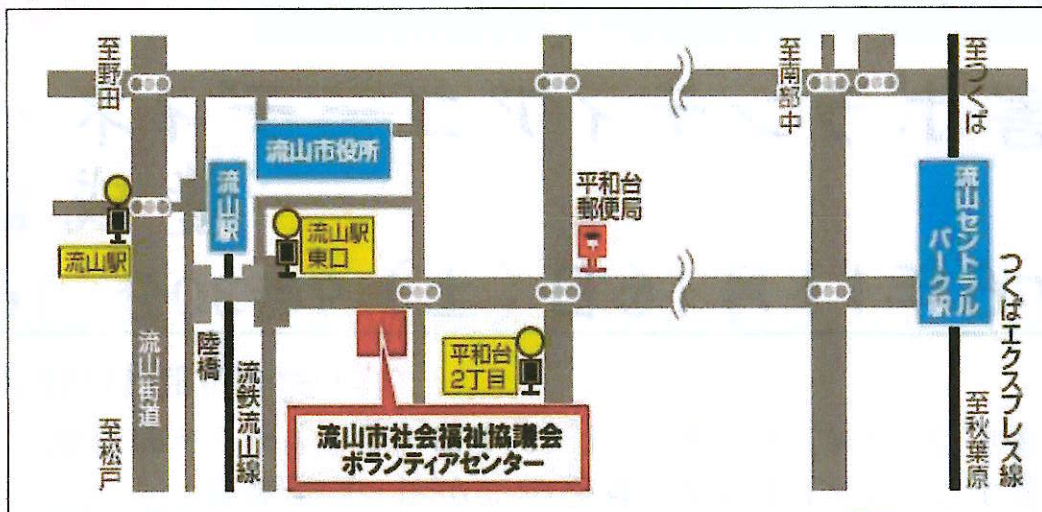 至野田
流山市役所
流山駅
流山駅
流山駅
東口
平和台
郵便局
至南部中
至つくば
流山セントラル
パーク駅
つくばエクスプレス線
至秋葉原
流山街道
至松戸
陸橋
流鉄流山線
平和台
2丁目
流山市社会福祉協議会
ボランティアセンター